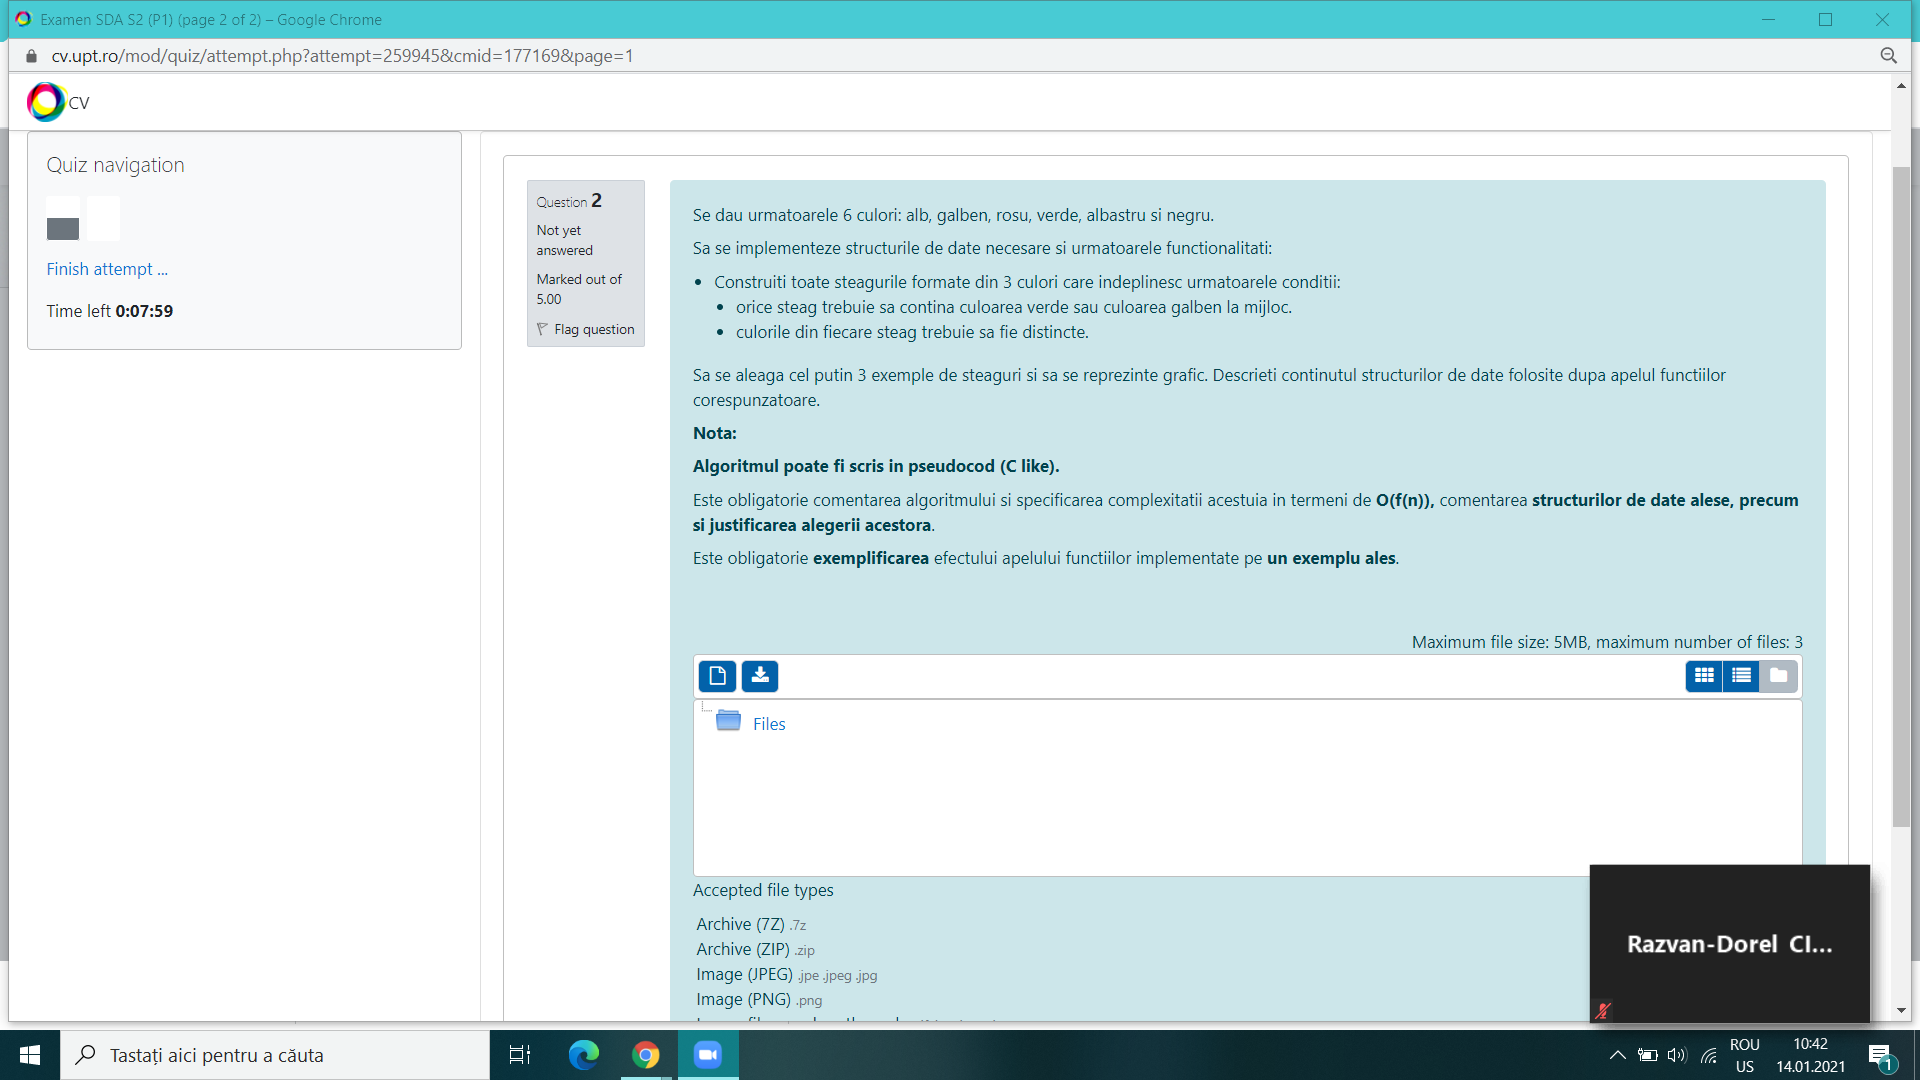 Examen SDA S2 (P1) (page 2 of 2) – Google Chrome
cv.upt.ro/mod/quiz/attempt.php?attempt=259945&cmid=177169&page=1
CV
Quiz navigation
Finish attempt ...
Time left 0:07:59
Question 2
Not yet
answered
Marked out of
5.00
Flag question
Se dau urmatoarele 6 culori: alb, galben, rosu, verde, albastru si negru.
Sa se implementeze structurile de date necesare si urmatoarele functionalitati:
• Construiti toate steagurile formate din 3 culori care indeplinesc urmatoarele conditii:
• orice steag trebuie sa contina culoarea verde sau culoarea galben la mijloc.
• culorile din fiecare steag trebuie sa fie distincte.
Sa se aleaga cel putin 3 exemple de steaguri si sa se reprezinte grafic. Descrieti continutul structurilor de date folosite dupa apelul functiilor
corespunzatoare.
Nota:
Algoritmul poate fi scris in pseudocod (C like).
Este obligatorie comentarea algoritmului si specificarea complexitatii acestuia in termeni de O(f(n)), comentarea structurilor de date alese, precum
si justificarea alegerii acestora.
Este obligatorie exemplificarea efectului apelului functiilor implementate pe un exemplu ales.
Maximum file size: 5MB, maximum number of files: 3
Files
Accepted file types
Archive (7Z) .7z
Archive (ZIP) .zip
Image (JPEG) .jpe .jpeg .jpg
Image (PNG) .png
Razvan-Dorel CI...
Tastați aici pentru a căuta
ROU
US
10:42
14.01.2021
1